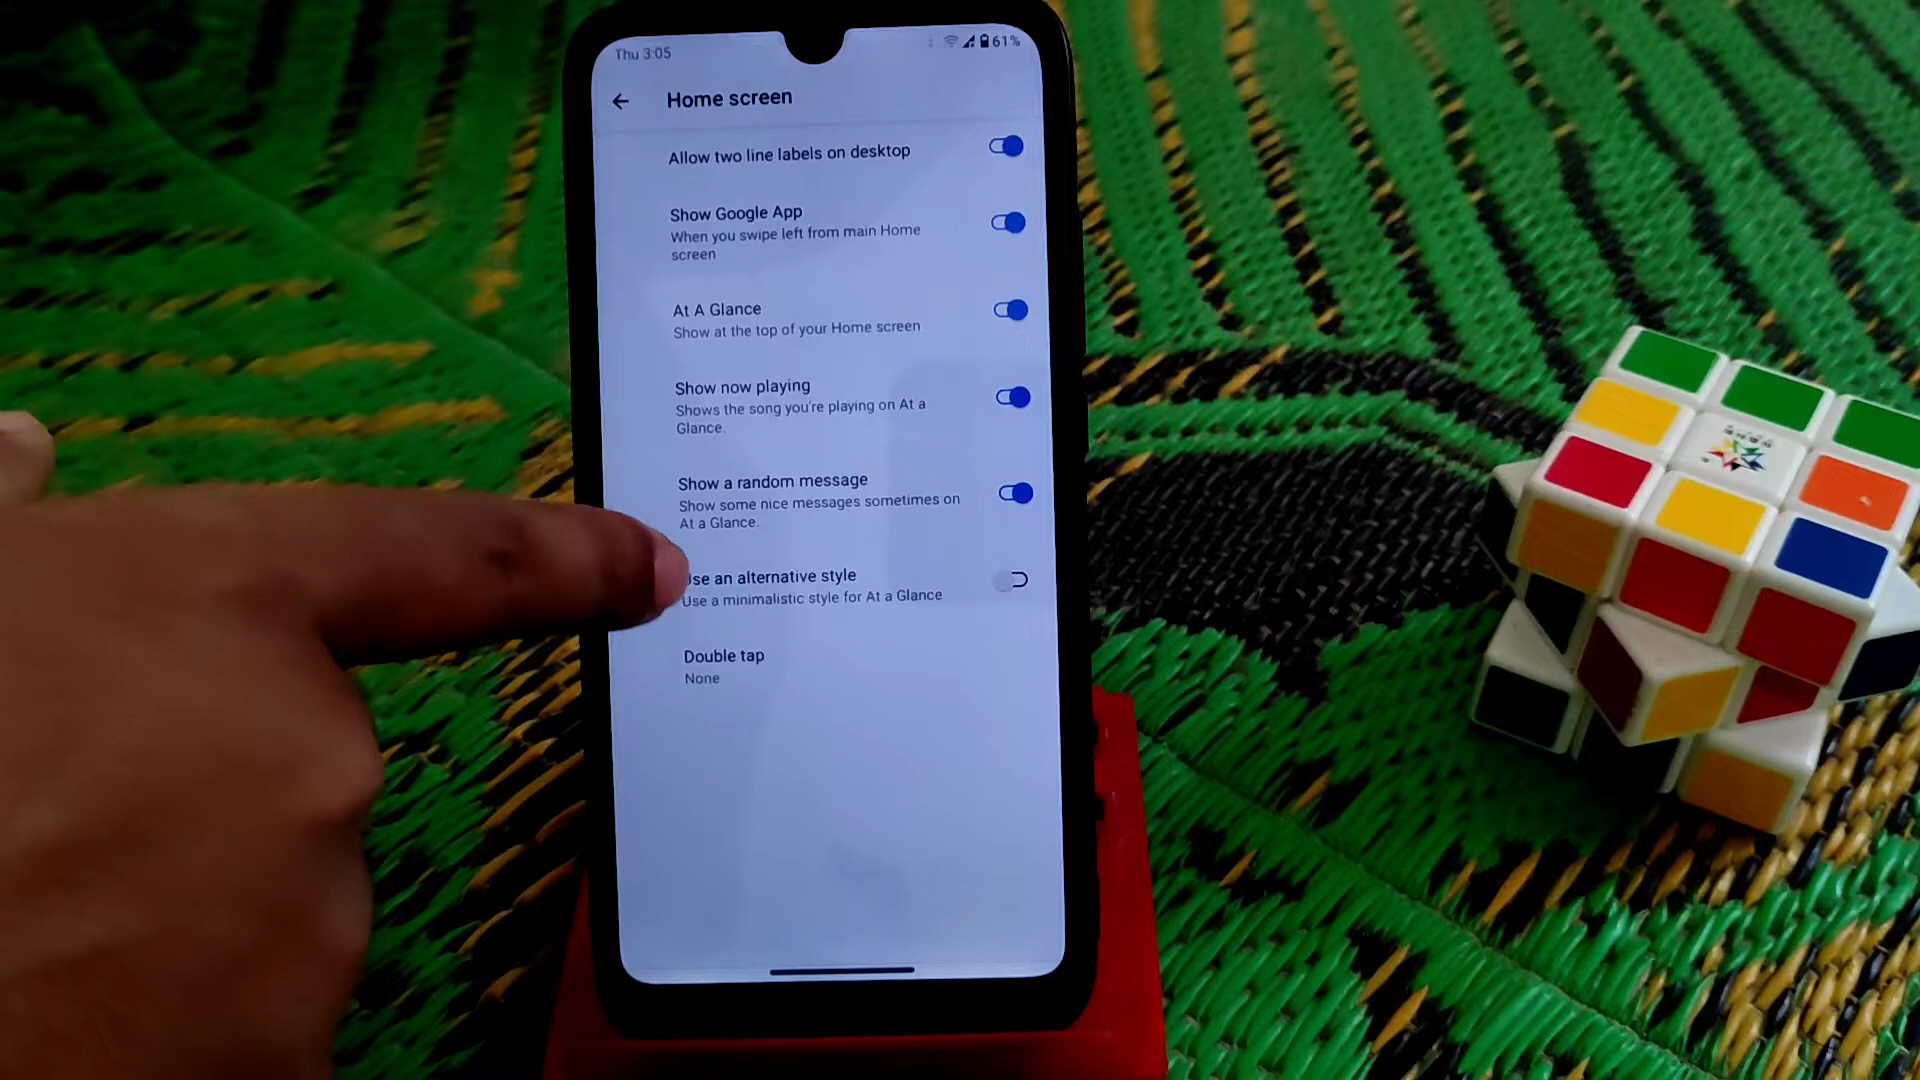 Thu 3:05
61%
Home screen
Allow two line labels on desktop
Show Google App
When you swipe left from main Home
screen
At A Glance
Show at the top of your Home screen
Show now playing
Shows the song you're playing on At a
Glance.
Show a random message
Show some nice messages sometimes on
At a Glance.
Use an alternative style
Use a minimalistic style for At a Glance
Double tap
None